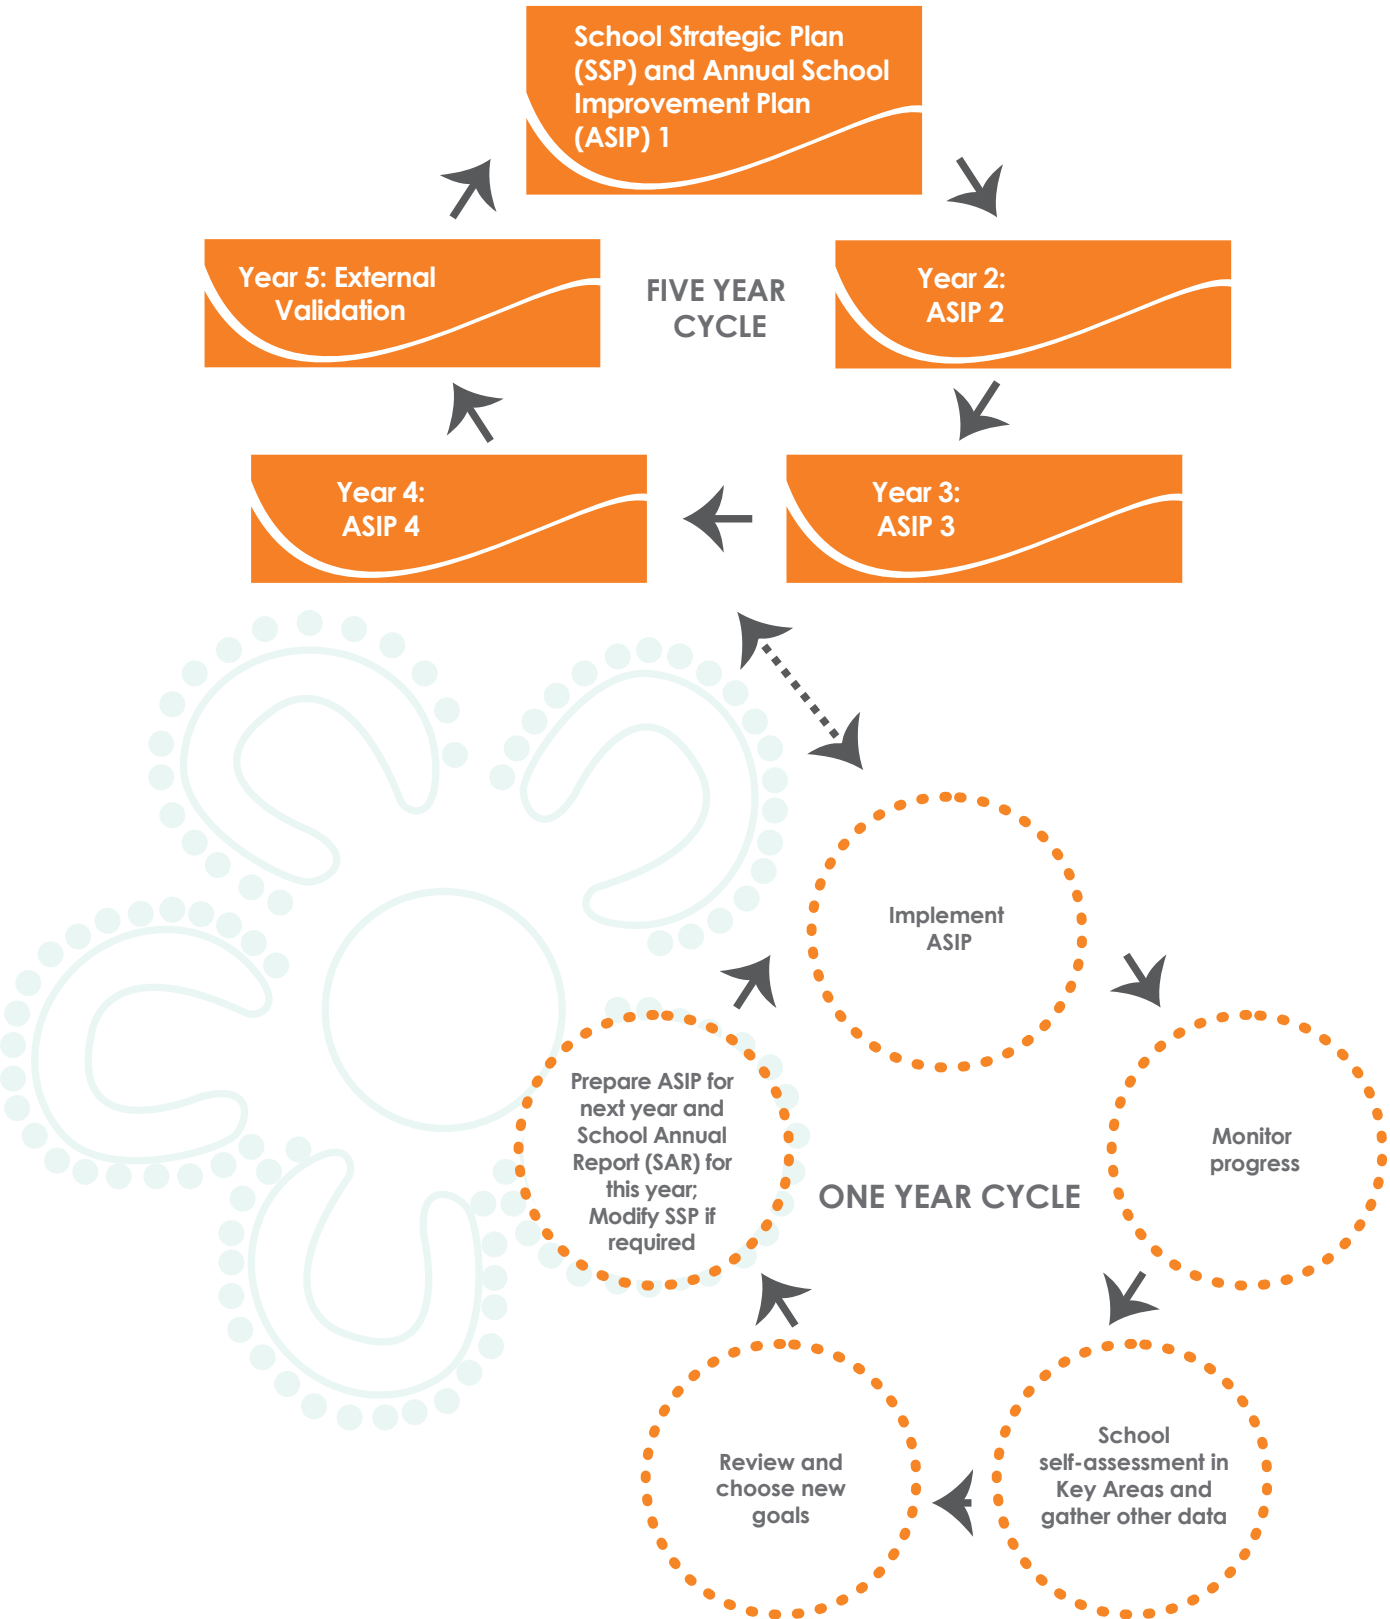 School Strategic Plan
(SSP) and Annual School
Improvement Plan
(ASIP) 1
Year 5: External
Validation
FIVE YEAR
CYCLE
Year 2:
ASIP 2
Year 4:
ASIP 4
Year 3:
ASIP 3
Implement
ASIP
Prepare ASIP for
next year and
School Annual
Report (SAR) for
this year;
Modify SSP if
required
ONE YEAR CYCLE
Monitor
progress
Review and
choose new
goals
School
self-assessment in
Key Areas and
gather other data